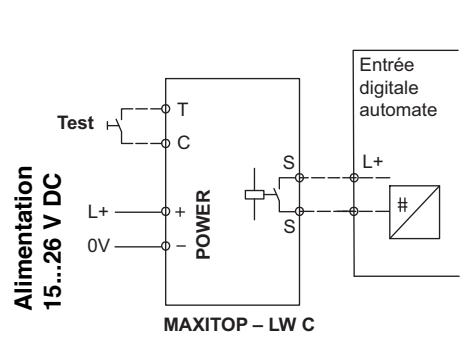 Entrée
digitale
automate
Test
T
C
S
L+
Alimentation
15...26 V DC
L+
+
POWER
#
0V
–
S
MAXITOP – LW C